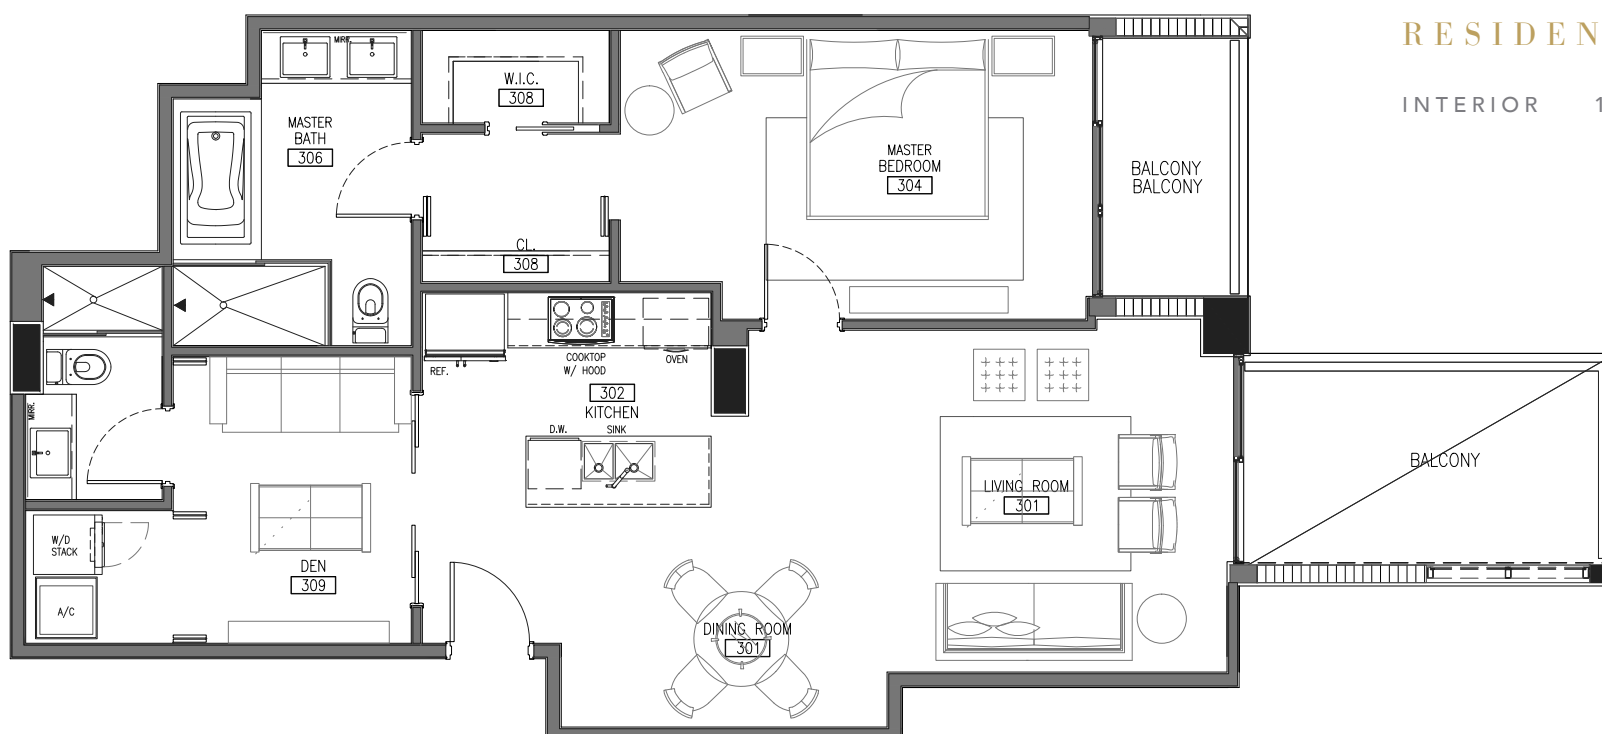 RESIDEN
INTERIOR 1
MIRR.
W.I.C.
308
MASTER
BATH
306
MASTER
BEDROOM
304
BALCONY
BALCONY
CL.
308
REF.
COOKTOP
W/ HOOD
OVEN
302
KITCHEN
D.W.
SINK
MIRR.
LIVING ROOM
301
BALCONY
W/D
STACK
A/C
DEN
309
DINING ROOM
301